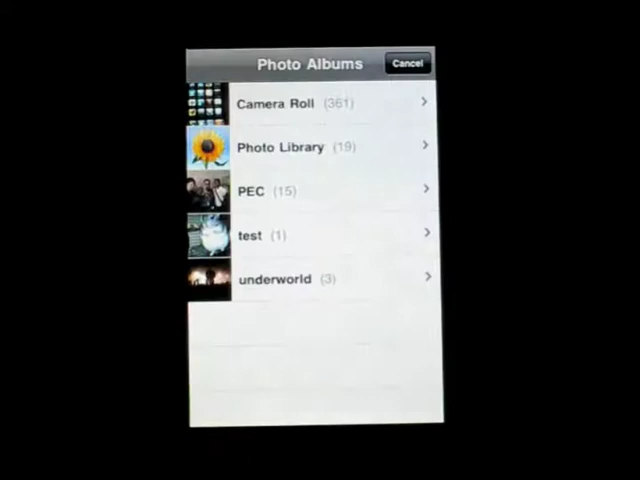 Photo Albums Cancel
Camera Roll (361)
Photo Library (19)
PEC (15)
test (1)
underworld (3)